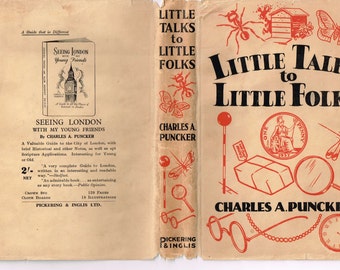 A Guide that is Different
SEEING LONDON
WITH
My Young Friends
SEEING LONDON
WITH MY YOUNG FRIENDS
By CHARLES A. PUNCKER
A Valuable Guide to the City of London, with
brief Historical and other Notes, as well as apt
Scripture Applications. Interesting for Young
or Old.
2/-
NET
"A very complete Guide to London,
written in an interesting and readable
way."
"An admirable book . . . as entertaining
as any story book."—Public Opinion.
CROWN 8VO
CLOTH BOARDS
PAGES
ILLUSTRATIONS
PICKERING & INGLIS LTD.
LITTLE
TALKS
to
LITTLE
FOLKS
CHARLES A.
PUNCKER
PICKERING
& INGLIS
LITTLE TAL
to
LITTLE FOLK
CHARLES A. PUNCKER